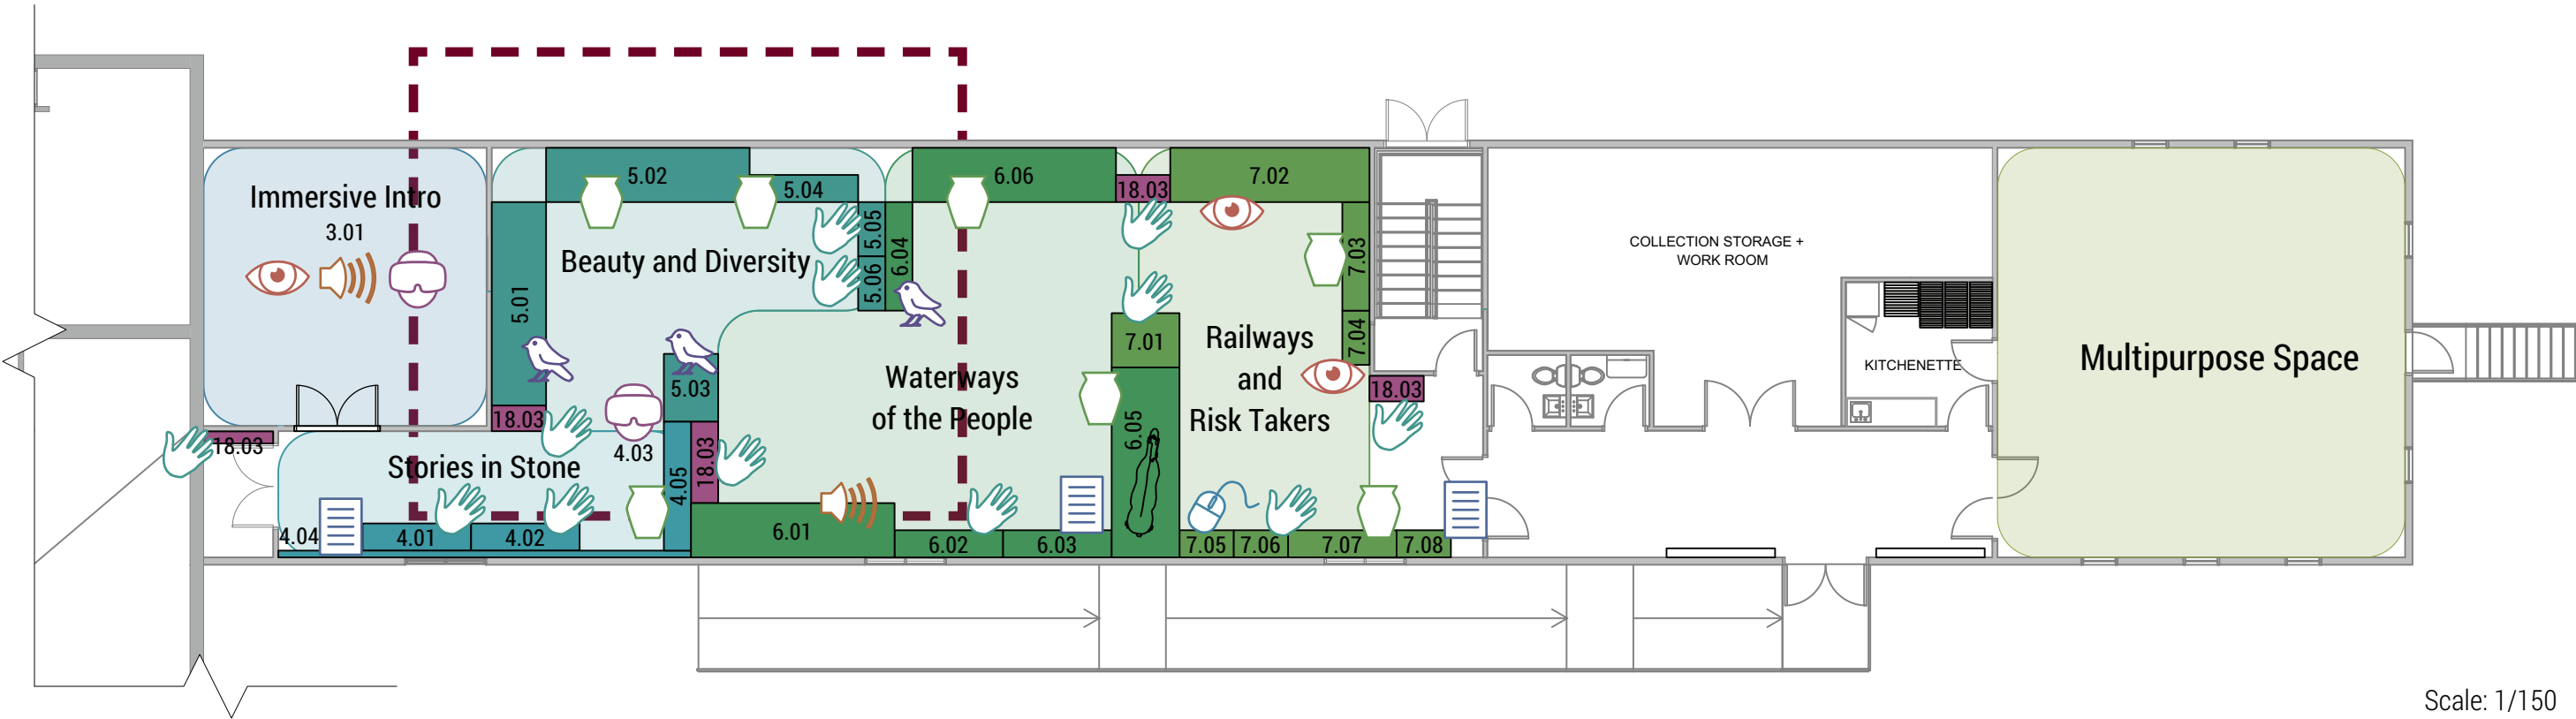 Immersive Intro
3.01
18.03
Stories in Stone
4.04
4.01
4.02
4.03
4.05
18.03
5.01
18.03
5.02
5.04
5.05
5.06
Beauty and Diversity
5.03
6.04
6.06
Waterways
of the People
6.01
6.02
6.03
6.05
18.03
7.02
7.03
7.04
7.01
Railways
and
Risk Takers
18.03
7.05
7.06
7.07
7.08
COLLECTION STORAGE +
WORK ROOM
KITCHENETTE
Multipurpose Space
Scale: 1/150